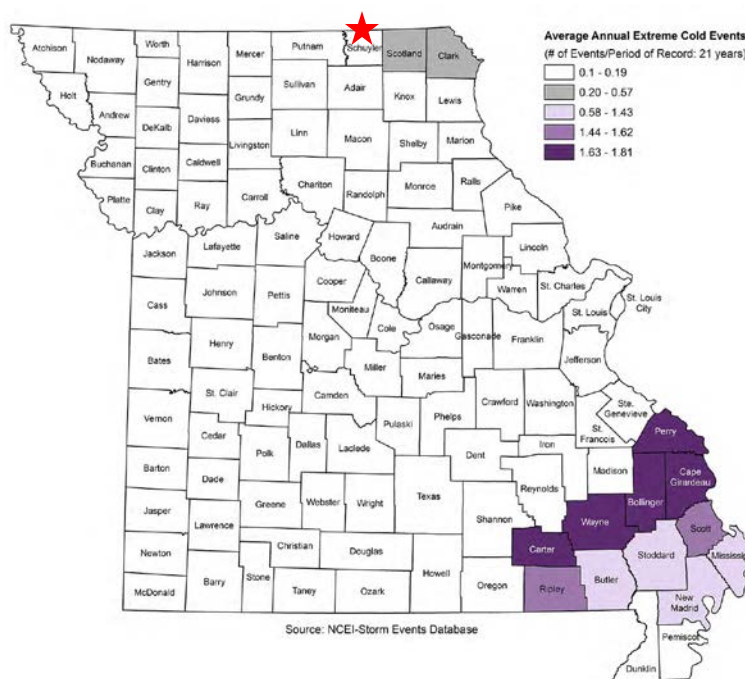 Average Annual Extreme Cold Events
(# of Events/Period of Record: 21 years)
0.1 - 0.19
0.20 - 0.57
0.58 - 1.43
1.44 - 1.62
1.63 - 1.81
Atchison
Nodaway
Worth
Harrison
Mercer
Putnam
Schuyler
Scotland
Clark
Holt
Gentry
Sullivan
Adair
Knox
Lewis
Andrew
Grundy
DeKalb
Daviess
Linn
Macon
Shelby
Marion
Buchanan
Clinton
Caldwell
Livingston
Chariton
Randolph
Monroe
Ralls
Platte
Clay
Ray
Carroll
Pike
Audrain
Saline
Howard
Boone
Lincoln
Jackson
Lafayette
Cooper
Callaway
Montgomery
Warren
St. Charles
St. Louis
City
Cass
Johnson
Pettis
Moniteau
Cole
Osage
Gasconade
Franklin
St. Louis
Bates
Henry
Benton
Morgan
Miller
Maries
Jefferson
St. Clair
Camden
Hickory
Pulaski
Phelps
Crawford
Washington
Ste.
Genevieve
St.
Francois
Perry
Vernon
Cedar
Polk
Dallas
Laclede
Dent
Iron
Madison
Cape
Girardeau
Bollinger
Barton
Dade
Greene
Webster
Wright
Texas
Reynolds
Jasper
Lawrence
Shannon
Wayne
Scott
Newton
Christian
Douglas
Carter
Stoddard
Mississippi
McDonald
Barry
Stone
Taney
Ozark
Howell
Oregon
Ripley
Butler
New
Madrid
Pemiscot
Dunklin
Source: NCEI-Storm Events Database